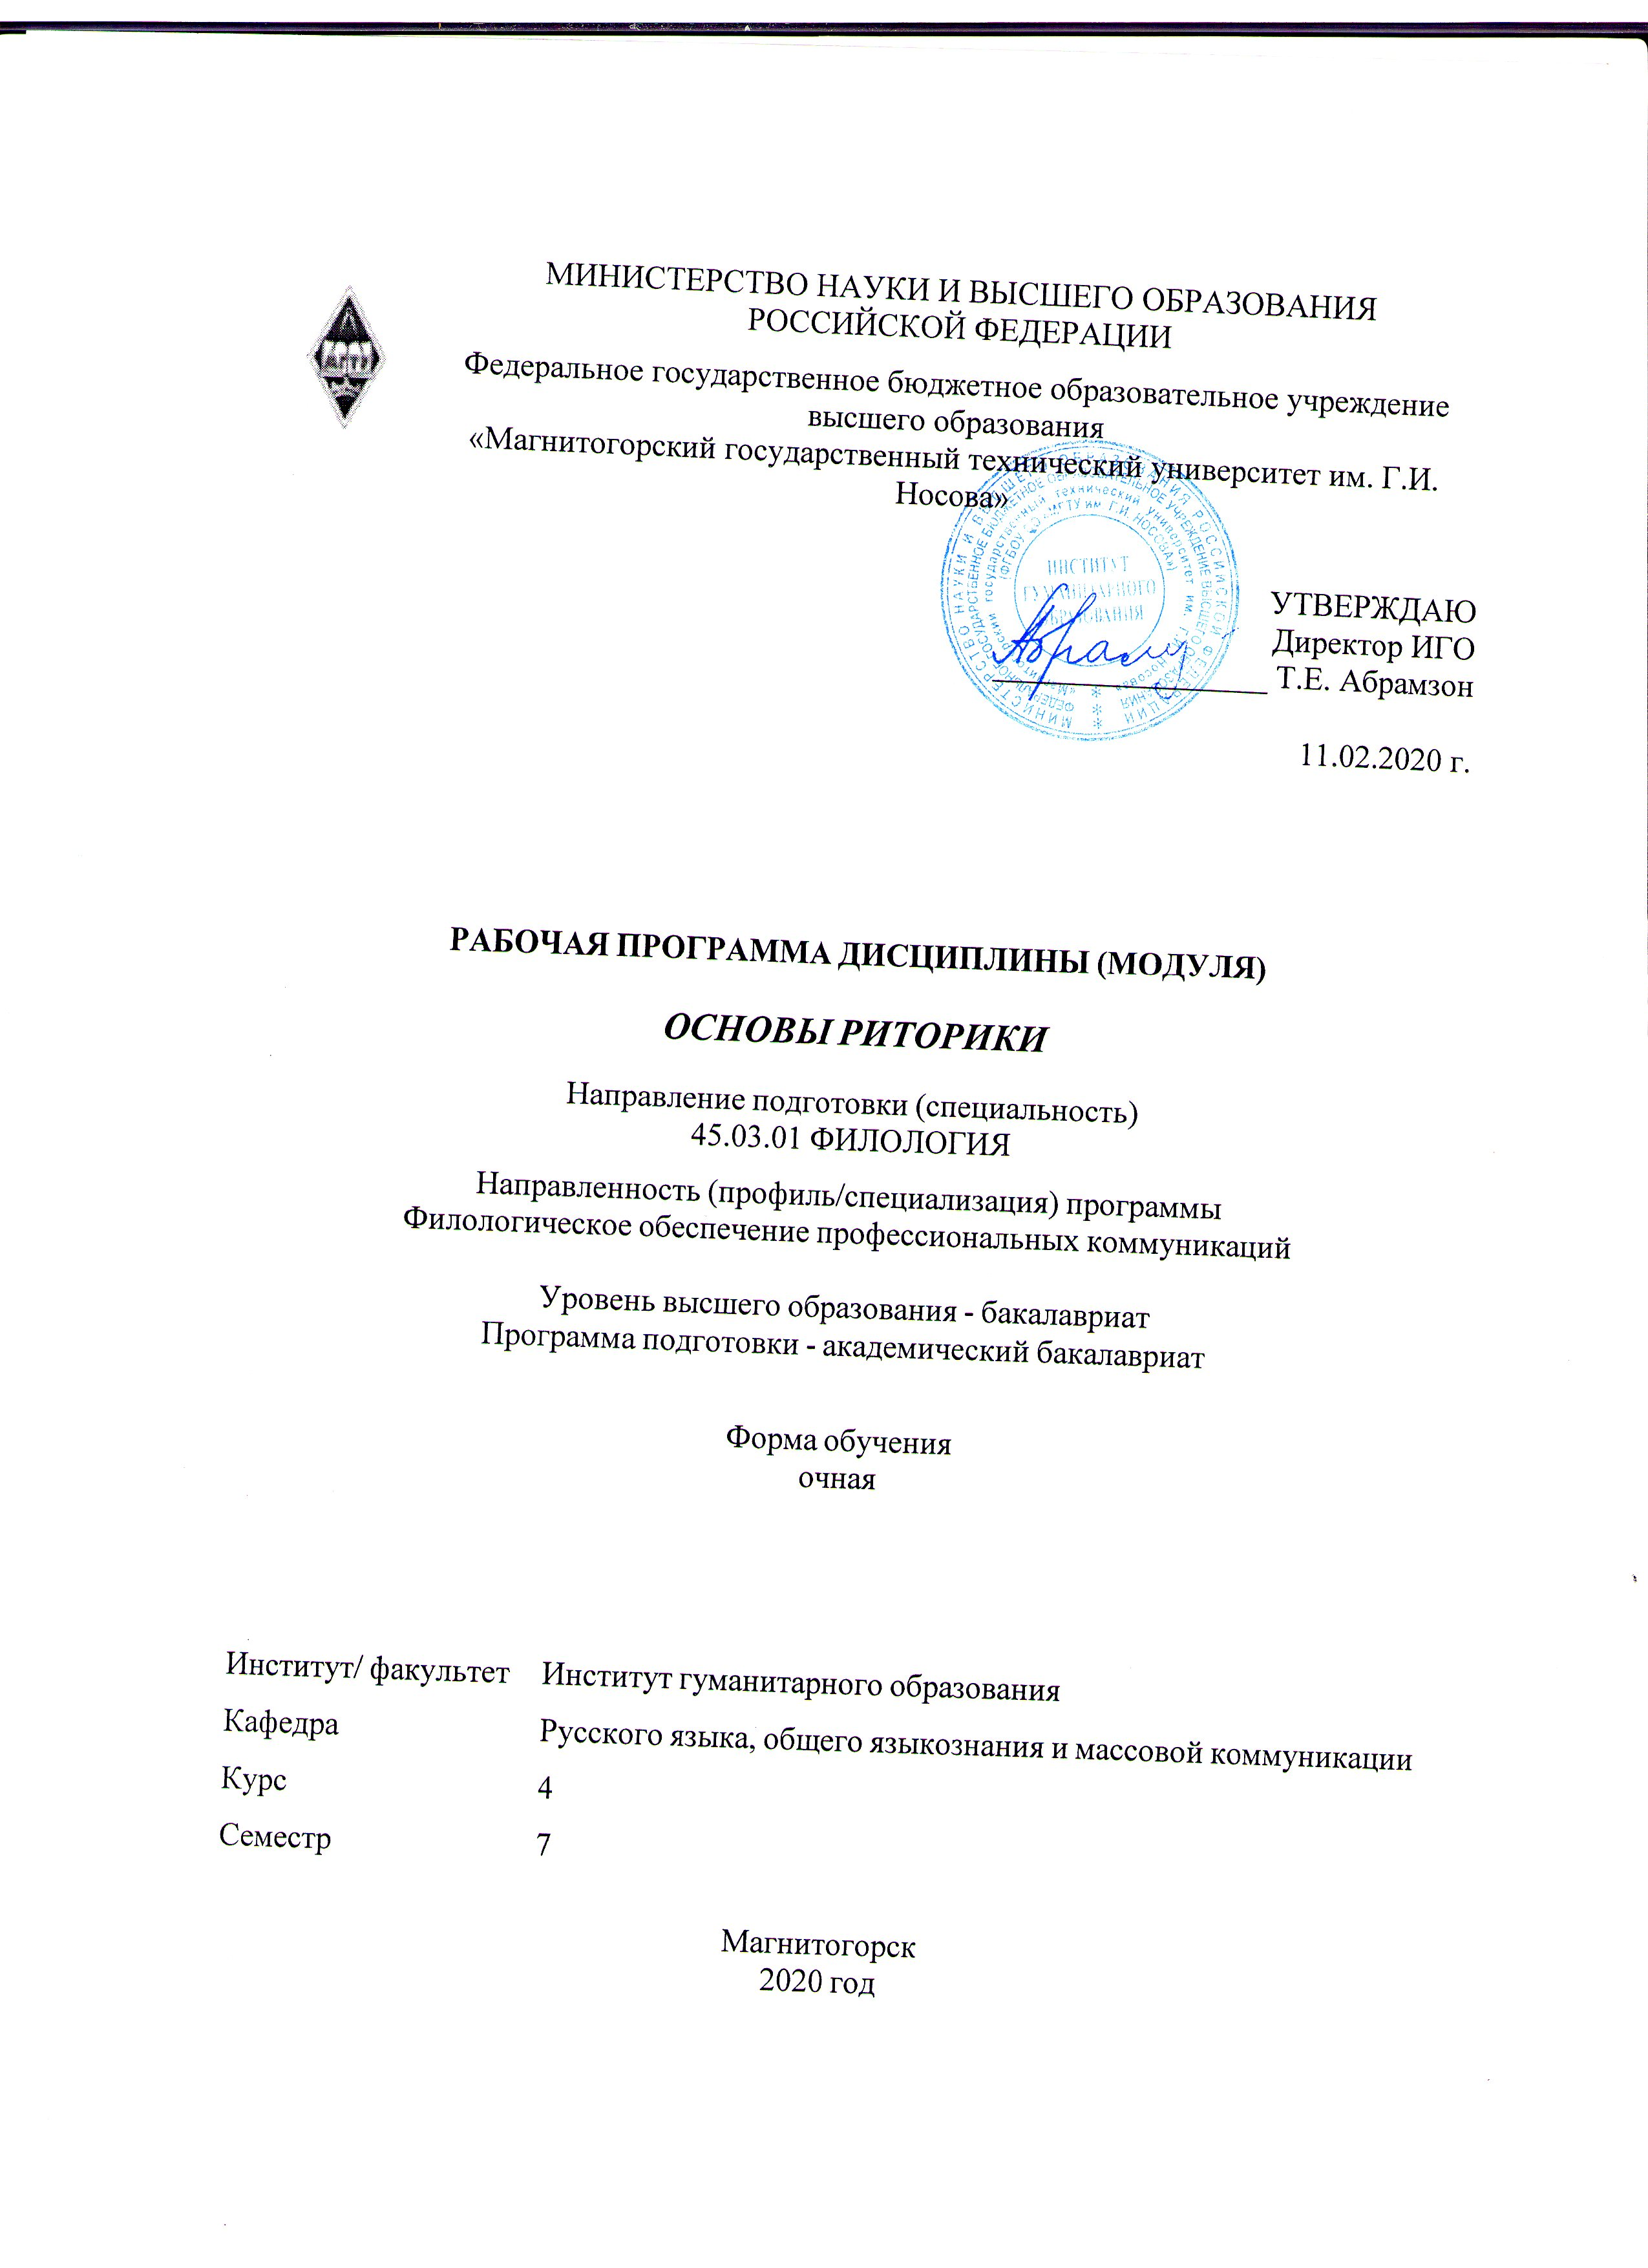 МИНИСТЕРСТВО НАУКИ И ВЫСШЕГО ОБРАЗОВАНИЯ
РОССИЙСКОЙ ФЕДЕРАЦИИ
Федеральное государственное бюджетное образовательное учреждение
высшего образования
«Магнитогорский государственный технический университет им. Г.И.
Носова»
ИНСТИТУТ
ГУМАНИТАРНОГО
ОБРАЗОВАНИЯ
УТВЕРЖДАЮ
Директор ИГО
Т.Е. Абрамзон
11.02.2020 г.
РАБОЧАЯ ПРОГРАММА ДИСЦИПЛИНЫ (МОДУЛЯ)
ОСНОВЫ РИТОРИКИ
Направление подготовки (специальность)
45.03.01 ФИЛОЛОГИЯ
Направленность (профиль/специализация) программы
Филологическое обеспечение профессиональных коммуникаций
Уровень высшего образования - бакалавриат
Программа подготовки - академический бакалавриат
Форма обучения
очная
Институт/ факультет Институт гуманитарного образования
Кафедра Русского языка, общего языкознания и массовой коммуникации
Курс 4
Семестр 7
Магнитогорск
2020 год